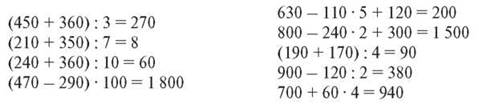 (450 + 360) : 3 = 270
(210 + 350) : 7 = 8
(240 + 360) : 10 = 60
(470 – 290) · 100 = 1 800
630 – 110 · 5 + 120 = 200
800 – 240 · 2 + 300 = 1 500
(190 + 170) : 4 = 90
900 – 120 : 2 = 380
700 + 60 · 4 = 940